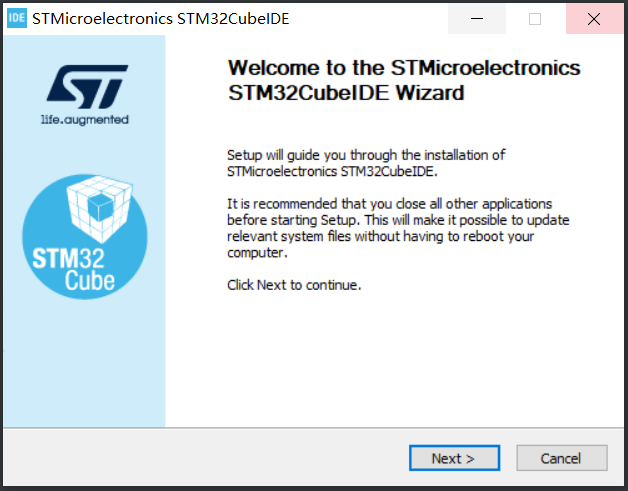 IDE STMicroelectronics STM32CubeIDE
life.augmented
STM32
Cube
Welcome to the STMicroelectronics
STM32CubeIDE Wizard
Setup will guide you through the installation of
STMicroelectronics STM32CubeIDE.
It is recommended that you close all other applications
before starting Setup. This will make it possible to update
relevant system files without having to reboot your
computer.
Click Next to continue.
Next > Cancel